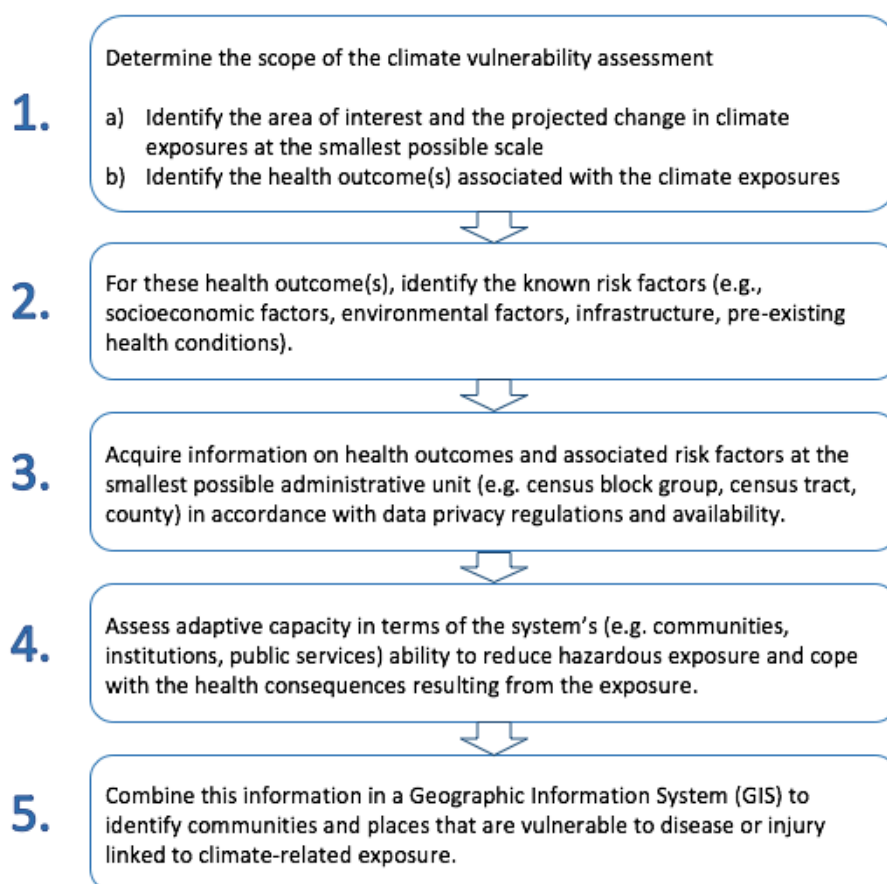 1.
Determine the scope of the climate vulnerability assessment
a) Identify the area of interest and the projected change in climate
exposures at the smallest possible scale
b) Identify the health outcome(s) associated with the climate exposures
2.
For these health outcome(s), identify the known risk factors (e.g.,
socioeconomic factors, environmental factors, infrastructure, pre-existing
health conditions).
3.
Acquire information on health outcomes and associated risk factors at the
smallest possible administrative unit (e.g. census block group, census tract,
county) in accordance with data privacy regulations and availability.
4.
Assess adaptive capacity in terms of the system’s (e.g. communities,
institutions, public services) ability to reduce hazardous exposure and cope
with the health consequences resulting from the exposure.
5.
Combine this information in a Geographic Information System (GIS) to
identify communities and places that are vulnerable to disease or injury
linked to climate-related exposure.